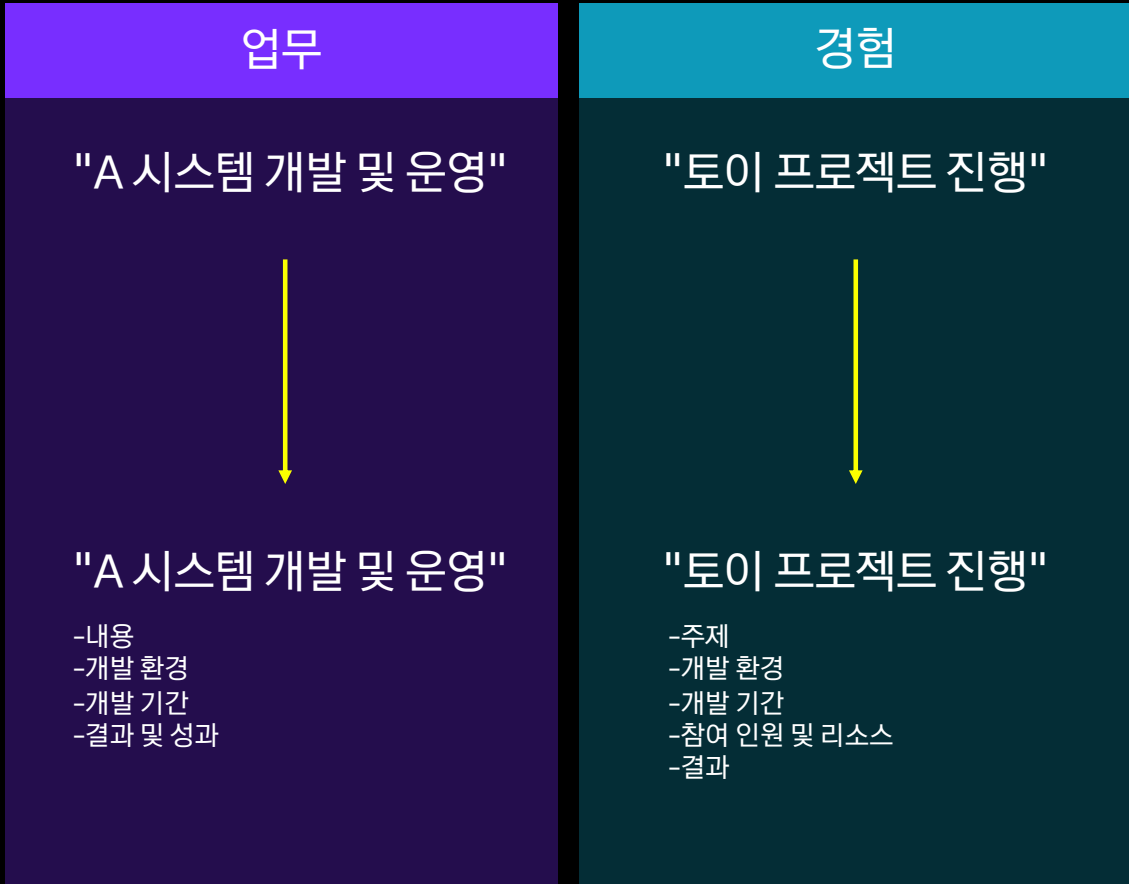 업무
"A 시스템 개발 및 운영"
"A 시스템 개발 및 운영"
-내용
-개발 환경
-개발 기간
-결과 및 성과
경험
"토이 프로젝트 진행"
"토이 프로젝트 진행"
-주제
-개발 환경
-개발 기간
-참여 인원 및 리소스
-결과